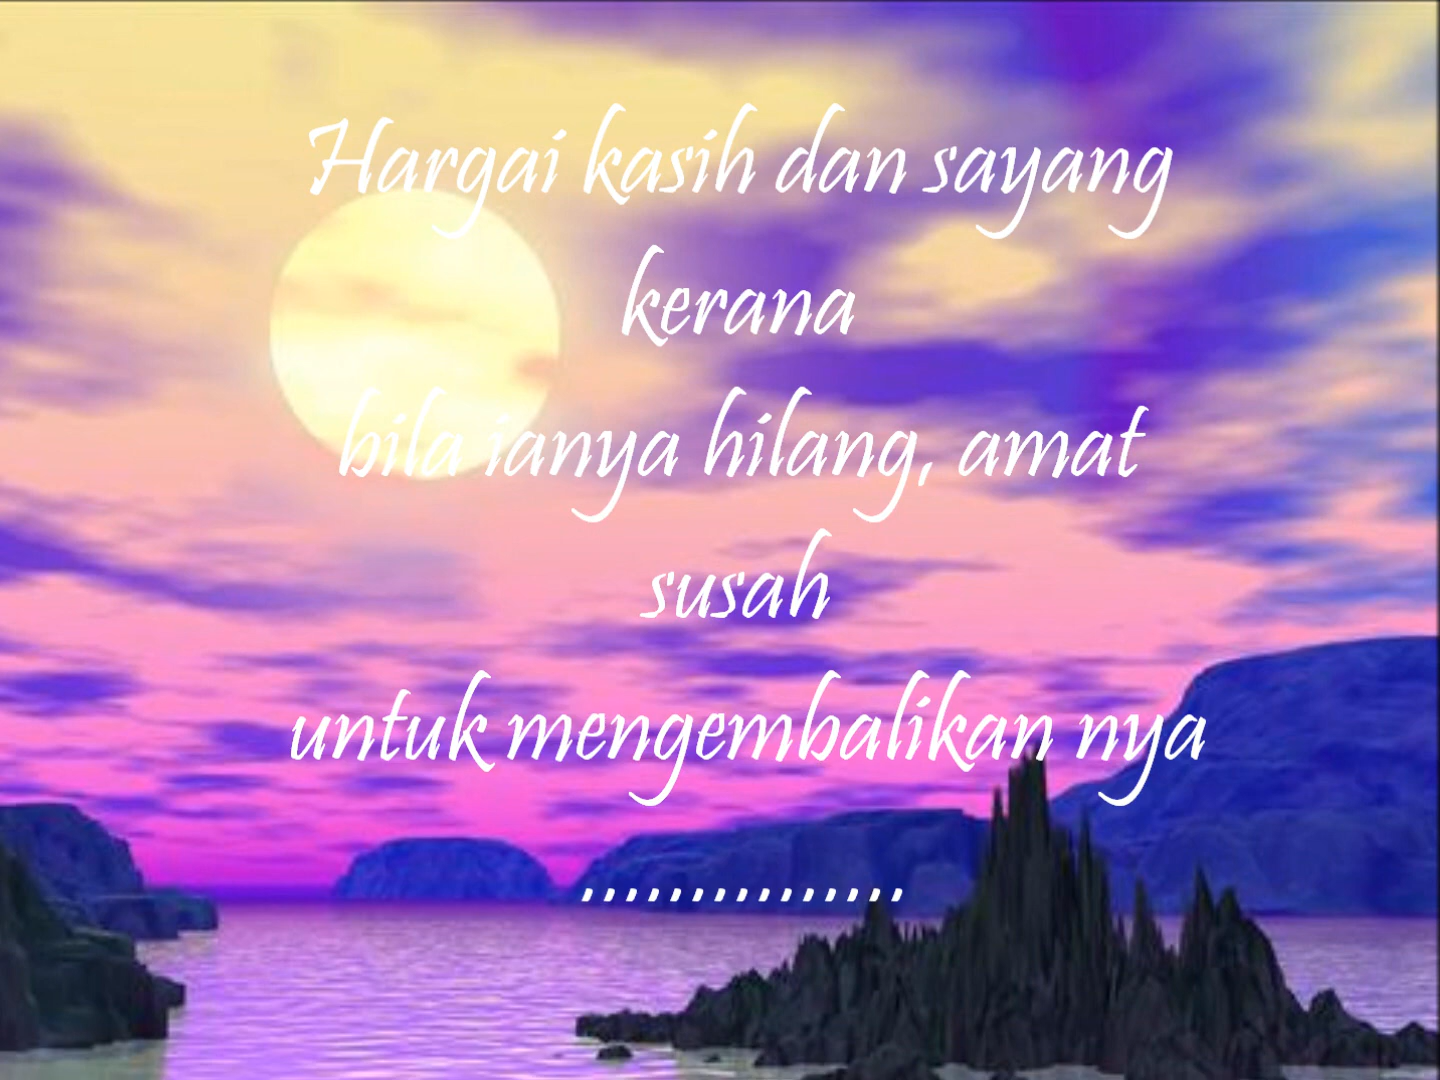 Hargai kasih dan sayang
kerana
bila ianya hilang, amat
susah
untuk mengembalikan nya
...............